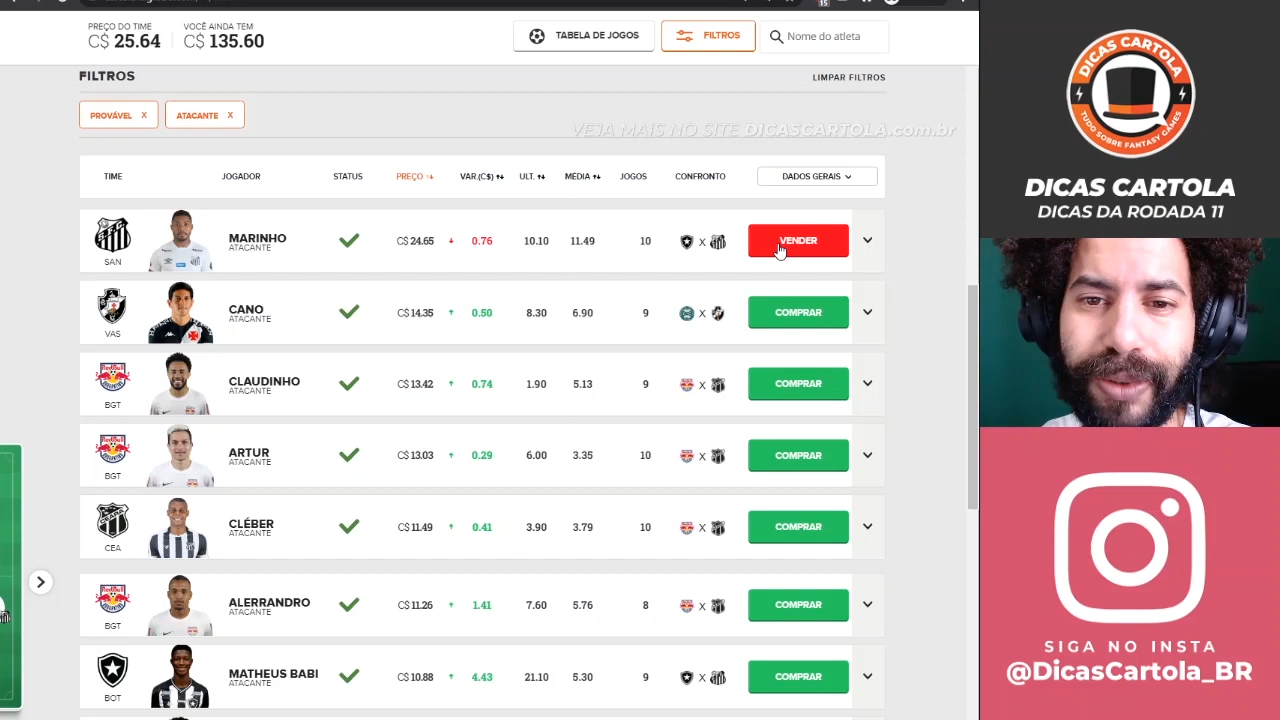 PREÇO DO TIME
C$ 25.64
VOCÊ AINDA TEM
C$ 135.60
TABELA DE JOGOS
FILTROS
Nome do atleta
FILTROS
LIMPAR FILTROS
PROVÁVEL X
ATACANTE X
VEJA MAIS NO SITE DICASCARTOLA.com.br
TIME JOGADOR STATUS PREÇO VAR.(C$) ULT. MÉDIA JOGOS CONFRONTO DADOS GERAIS
SAN MARINHO ATACANTE C$ 24.65 0.76 10.10 11.49 10 X VENDER
VAS CANO ATACANTE C$ 14.35 0.50 8.30 6.90 9 X COMPRAR
BGT CLAUDINHO ATACANTE C$ 13.42 0.74 1.90 5.13 9 X COMPRAR
BGT ARTUR ATACANTE C$ 13.03 0.29 6.00 3.35 10 X COMPRAR
CEA CLÉBER ATACANTE C$ 11.49 0.41 3.90 3.79 10 X COMPRAR
BGT ALERRANDRO ATACANTE C$ 11.26 1.41 7.60 5.76 8 X COMPRAR
BOT MATHEUS BABI ATACANTE C$ 10.88 4.43 21.10 5.30 9 X COMPRAR
DICAS CARTOLA
TUDO SOBRE FANTASY GAMES
DICAS CARTOLA
DICAS DA RODADA 11
SIGA NO INSTA
@DicasCartola_BR